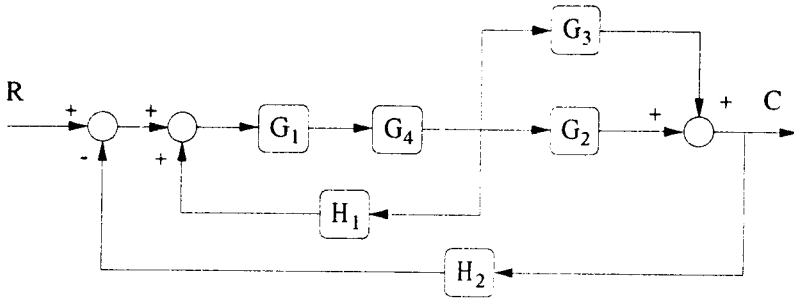 G₃
R
+
+
+
G₁
G₄
+
G₂
+
C
-
H₁
H₂